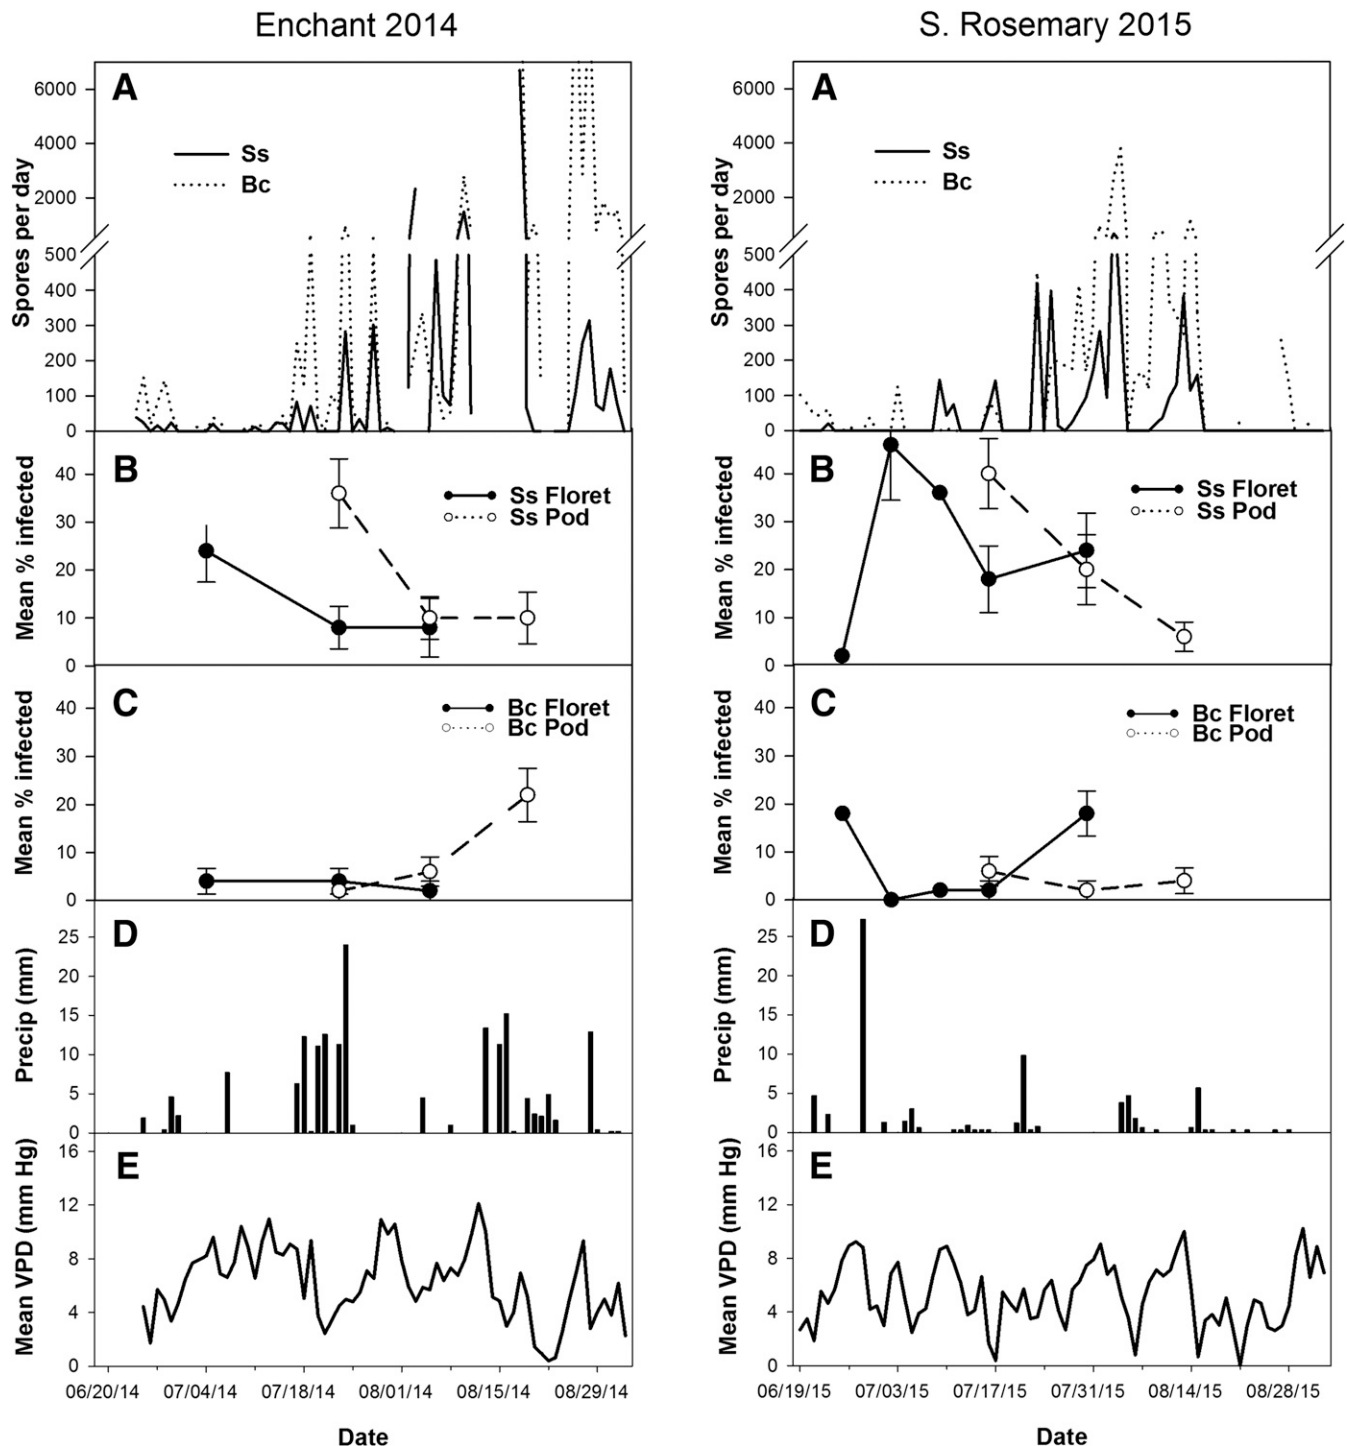 Enchant 2014
A
Ss
Bc
Spores per day
6000
4000
2000
500
400
300
200
100
0
B
Ss Floret
Ss Pod
Mean % infected
40
30
20
10
0
C
Bc Floret
Bc Pod
Mean % infected
40
30
20
10
0
D
Precip (mm)
25
20
15
10
5
0
E
Mean VPD (mm Hg)
16
12
8
4
0
06/20/14 07/04/14 07/18/14 08/01/14 08/15/14 08/29/14
Date
S. Rosemary 2015
A
Ss
Bc
Spores per day
6000
4000
2000
500
400
300
200
100
0
B
Ss Floret
Ss Pod
Mean % infected
40
30
20
10
0
C
Bc Floret
Bc Pod
Mean % infected
40
30
20
10
0
D
Precip (mm)
25
20
15
10
5
0
E
Mean VPD (mm Hg)
16
12
8
4
0
06/19/15 07/03/15 07/17/15 07/31/15 08/14/15 08/28/15
Date